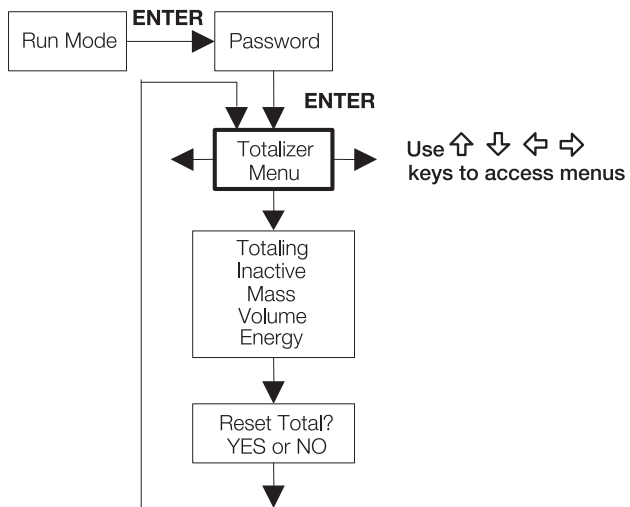 ENTER
Run Mode
Password
ENTER
Totalizer
Menu
Use ⇧ ⇩ ⇦ ⇨
keys to access menus
Totaling
Inactive
Mass
Volume
Energy
Reset Total?
YES or NO